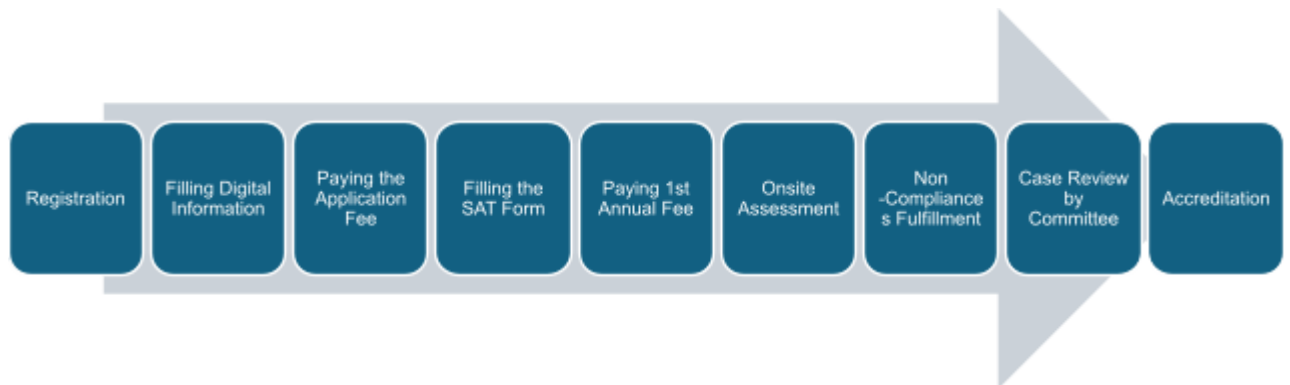 Registration
Filling Digital
Information
Paying the
Application
Fee
Filling the
SAT Form
Paying 1st
Annual Fee
Onsite
Assessment
Non
-Compliance
s Fulfillment
Case Review
by
Committee
Accreditation